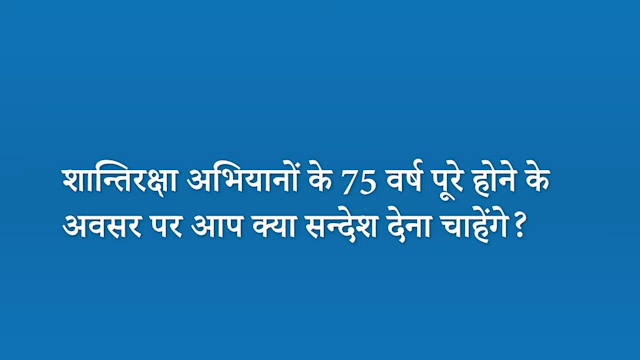 शान्तिरक्षा अभियानों के 75 वर्ष पूरे होने के
अवसर पर आप क्या सन्देश देना चाहेंगे?